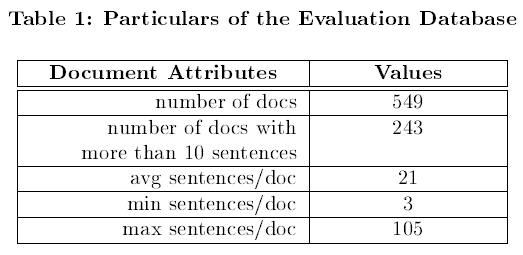 Table 1: Particulars of the Evaluation Database
Document Attributes Values
number of docs 549
number of docs with 243
more than 10 sentences
avg sentences/doc 21
min sentences/doc 3
max sentences/doc 105